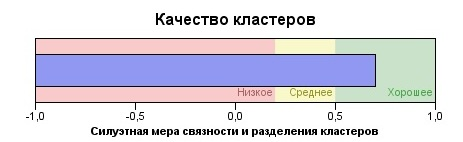 Качество кластеров
Низкое Среднее Хорошее
-1,0 -0,5 0,0 0,5 1,0
Силуэтная мера связности и разделения кластеров